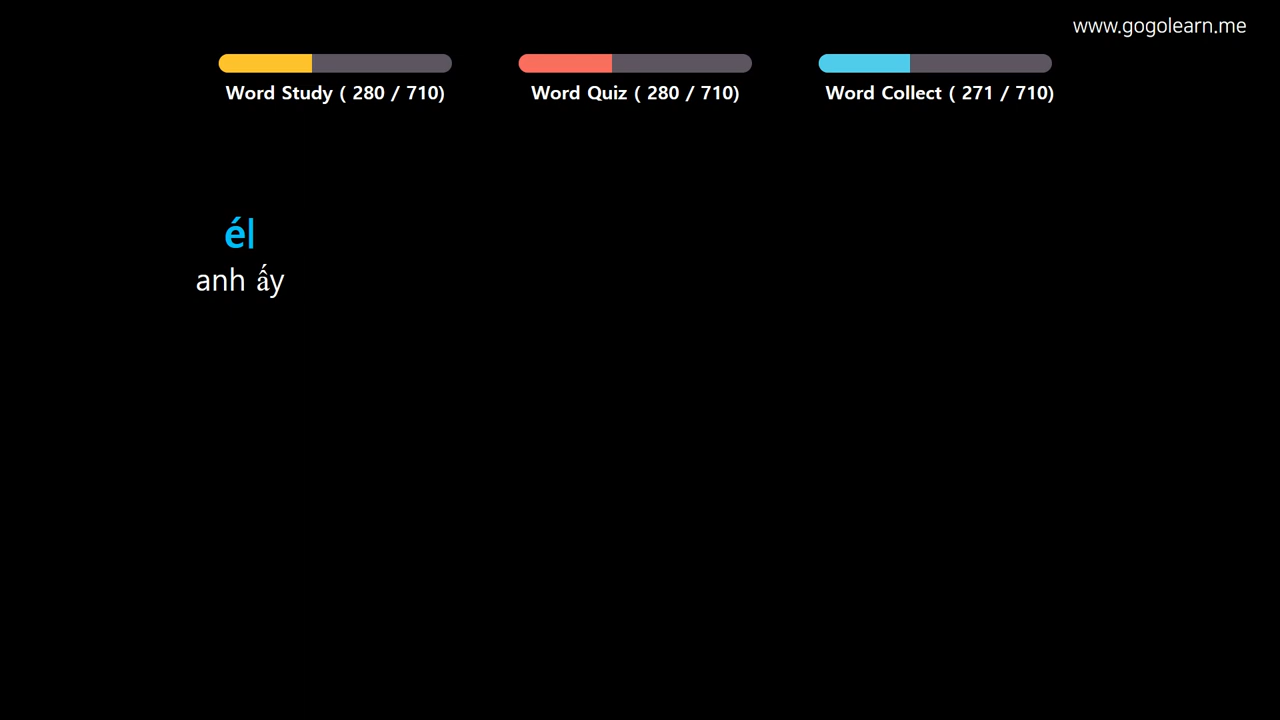 www.gogolearn.me
Word Study ( 280 / 710)
Word Quiz ( 280 / 710)
Word Collect ( 271 / 710)
él
anh ấy